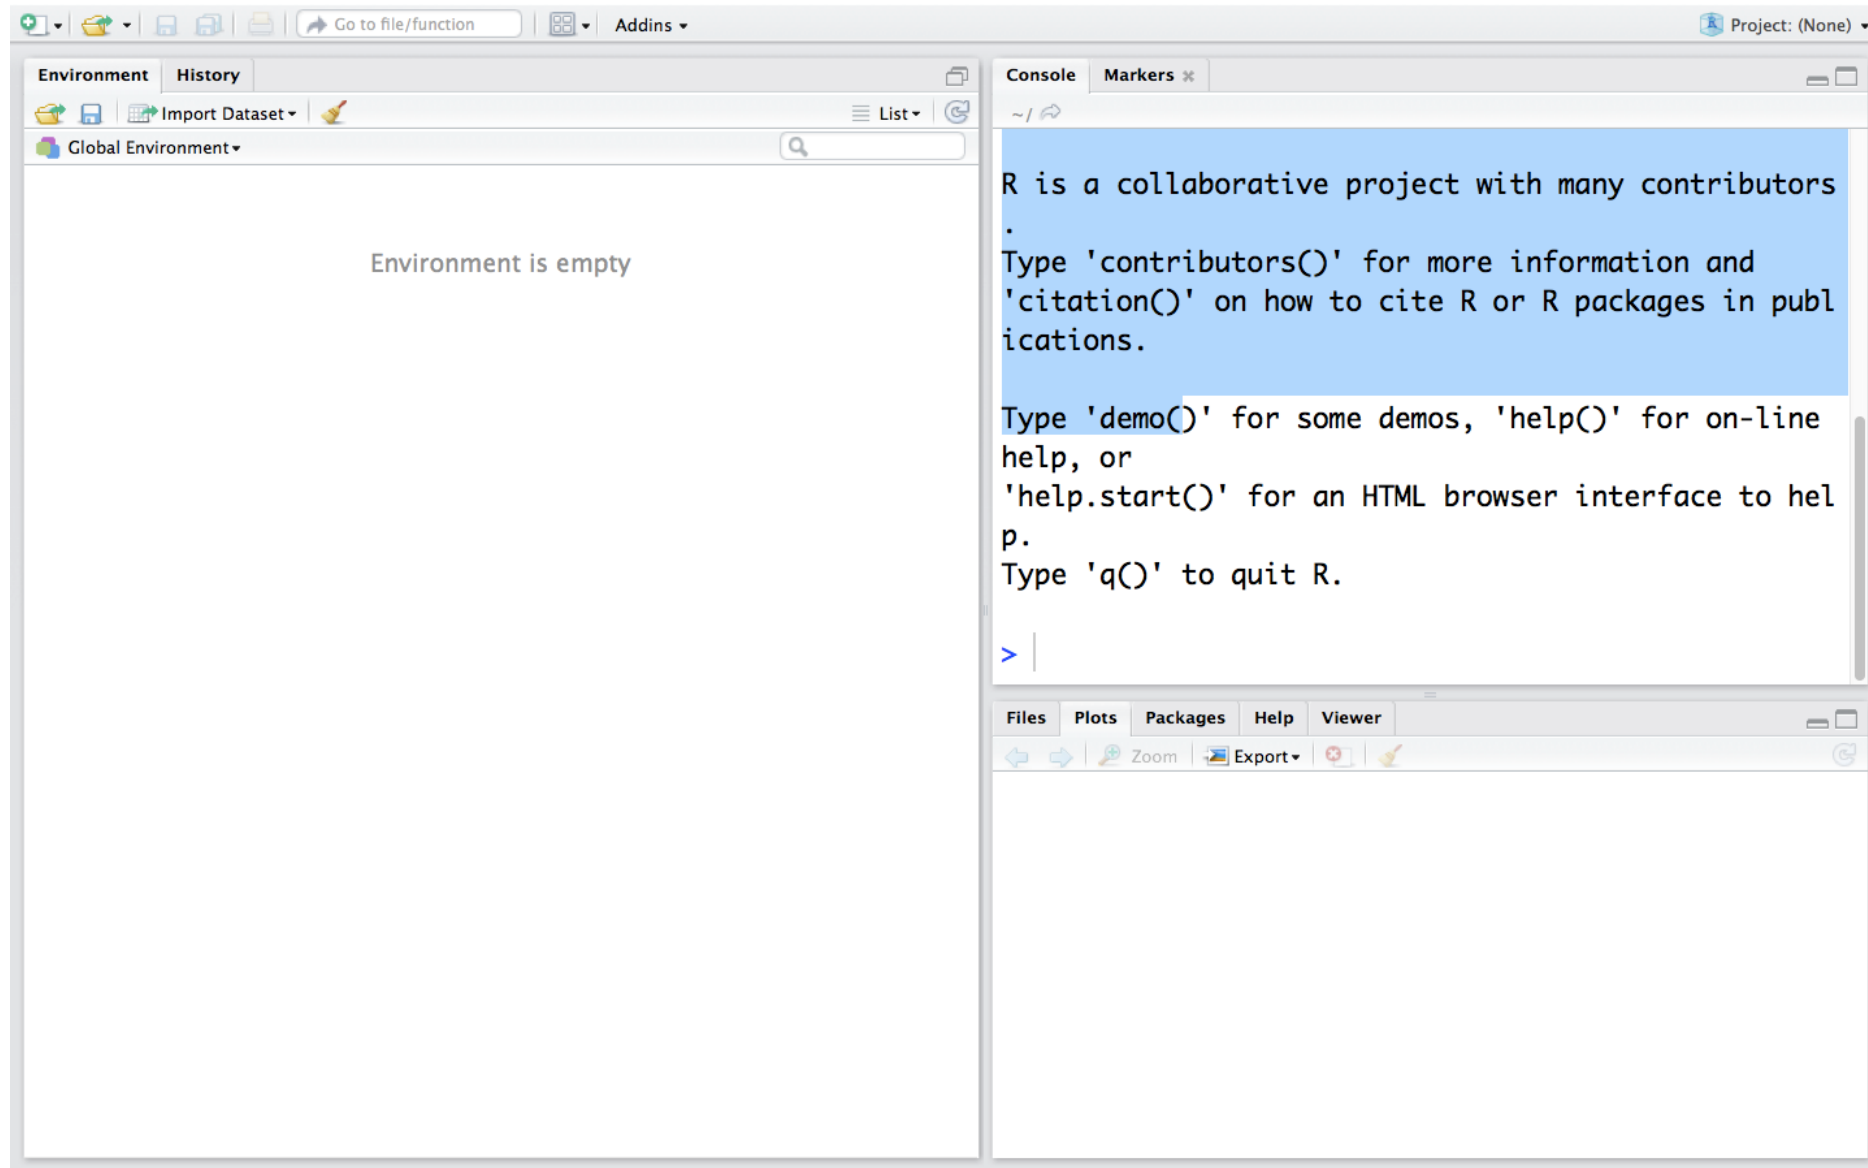 Go to file/function
Addins
Project: (None)
Environment
History
Import Dataset
List
Global Environment
Environment is empty
Console
Markers
~/
R is a collaborative project with many contributors
.
Type 'contributors()' for more information and
'citation()' on how to cite R or R packages in publ
ications.
Type 'demo()' for some demos, 'help()' for on-line
help, or
'help.start()' for an HTML browser interface to hel
p.
Type 'q()' to quit R.
>
Files
Plots
Packages
Help
Viewer
Zoom
Export